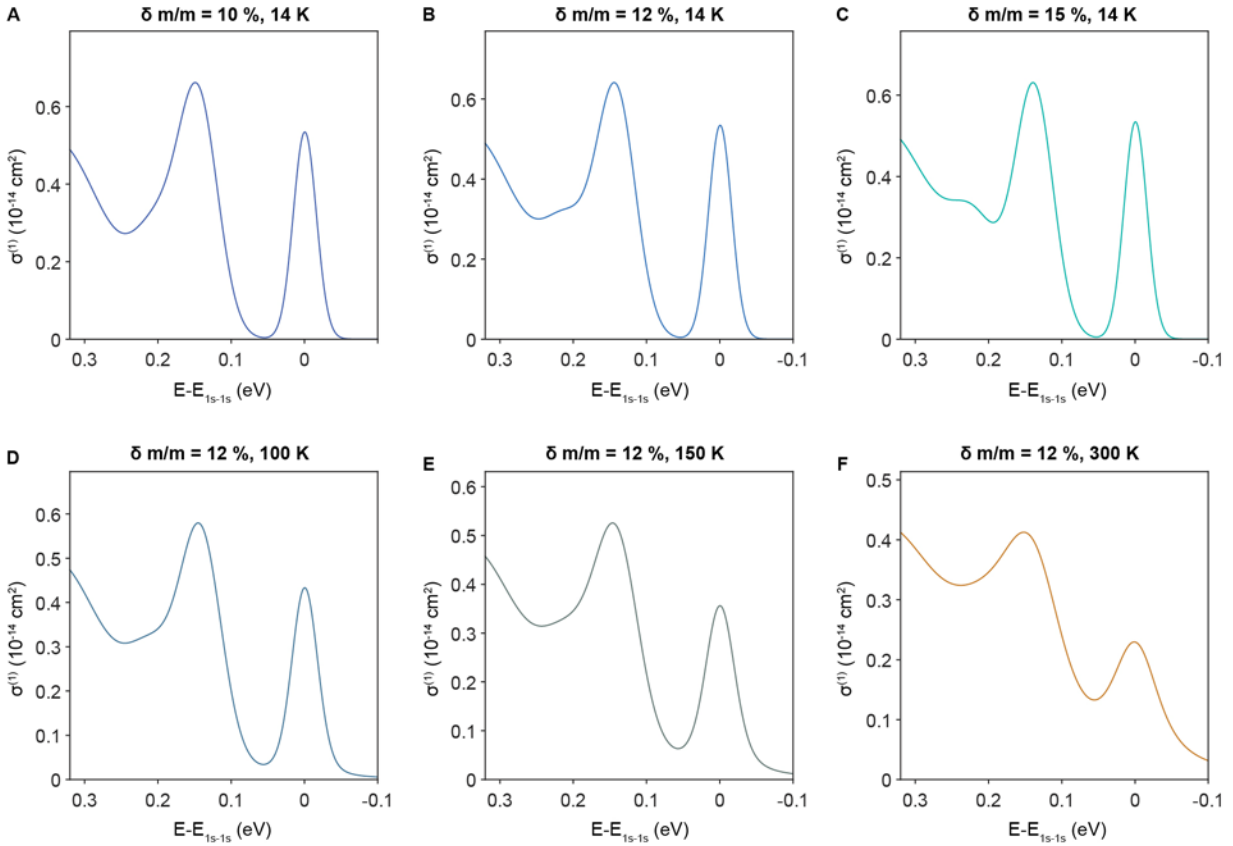 A
δ m/m = 10 %, 14 K
0.6
0.4
0.2
0
σ(1) (10-14 cm2)
0.3
0.2
0.1
0
E-E1s-1s (eV)
B
δ m/m = 12 %, 14 K
0.6
0.4
0.2
0
σ(1) (10-14 cm2)
0.3
0.2
0.1
0
-0.1
E-E1s-1s (eV)
C
δ m/m = 15 %, 14 K
0.6
0.4
0.2
0
σ(1) (10-14 cm2)
0.3
0.2
0.1
0
-0.1
E-E1s-1s (eV)
D
δ m/m = 12 %, 100 K
0.6
0.5
0.4
0.3
0.2
0.1
0
σ(1) (10-14 cm2)
0.3
0.2
0.1
0
-0.1
E-E1s-1s (eV)
E
δ m/m = 12 %, 150 K
0.6
0.5
0.4
0.3
0.2
0.1
0
σ(1) (10-14 cm2)
0.3
0.2
0.1
0
-0.1
E-E1s-1s (eV)
F
δ m/m = 12 %, 300 K
0.5
0.4
0.3
0.2
0.1
0
σ(1) (10-14 cm2)
0.3
0.2
0.1
0
-0.1
E-E1s-1s (eV)